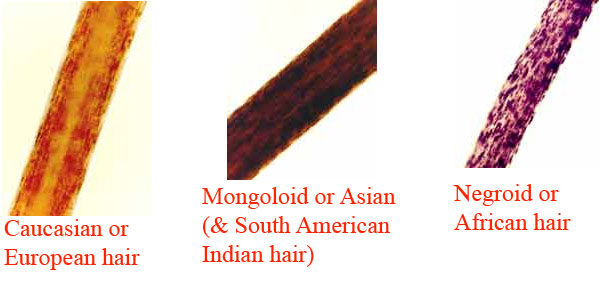 Caucasian or
European hair
Mongoloid or Asian
(& South American
Indian hair)
Negroid or
African hair